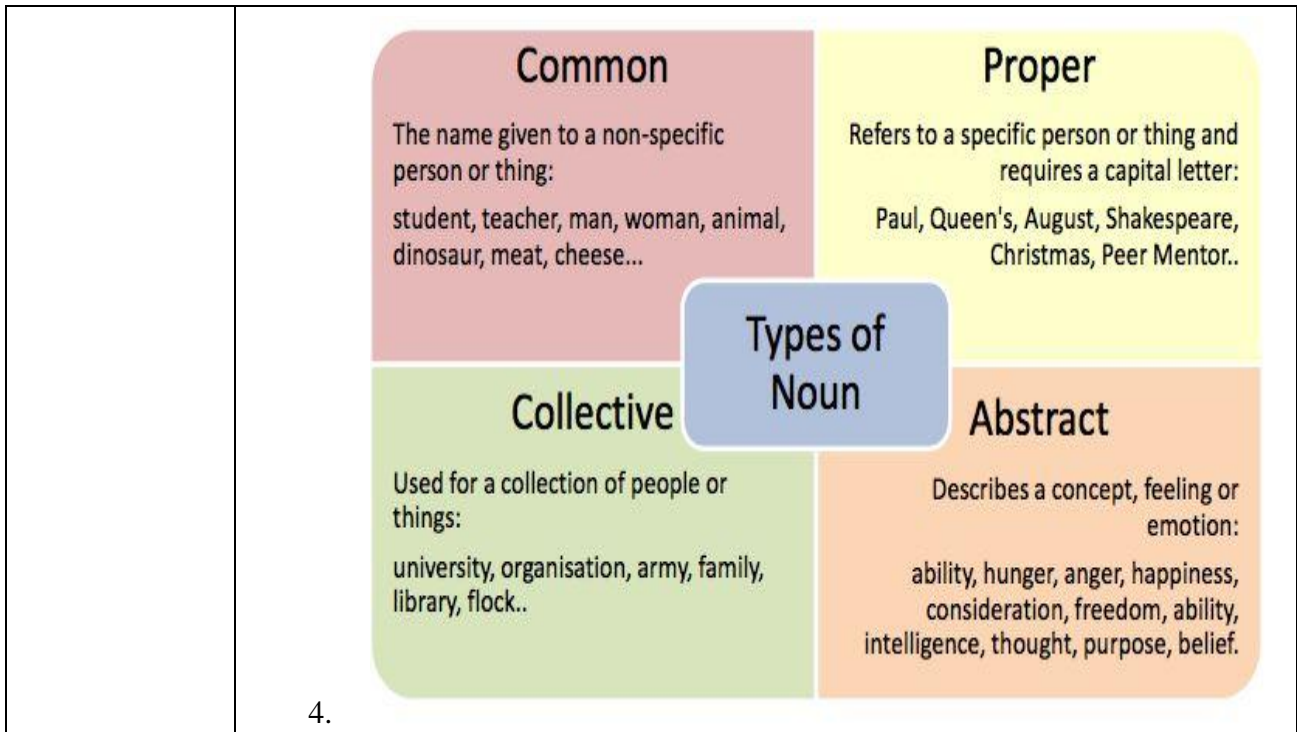 Common
The name given to a non-specific
person or thing:
student, teacher, man, woman, animal,
dinosaur, meat, cheese...
Proper
Refers to a specific person or thing and
requires a capital letter:
Paul, Queen's, August, Shakespeare,
Christmas, Peer Mentor..
Types of
Noun
Collective
Used for a collection of people or
things:
university, organisation, army, family,
library, flock..
Abstract
Describes a concept, feeling or
emotion:
ability, hunger, anger, happiness,
consideration, freedom, ability,
intelligence, thought, purpose, belief.
4.